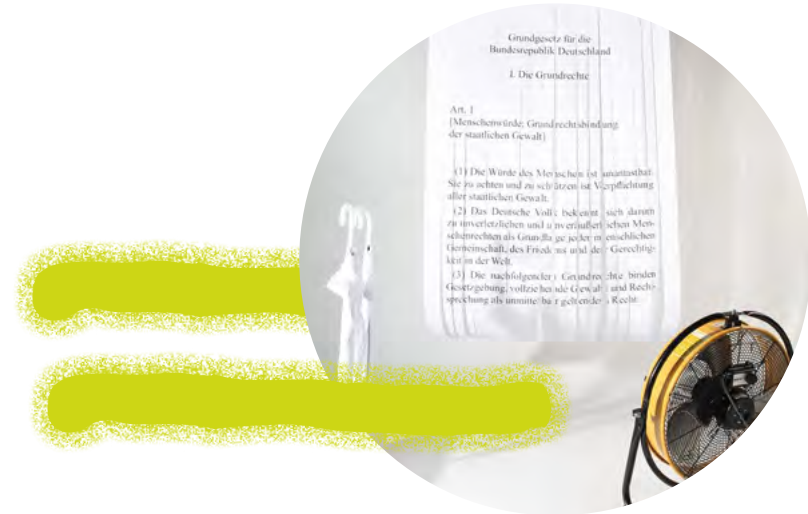 Grundgesetz für die
Bundesrepublik Deutschland
I. Die Grundrechte
Art. 1
[Menschenwürde; Grundrechtsbindung
der staatlichen Gewalt]
(1) Die Würde des Menschen ist unantastbar.
Sie zu achten und zu schützen ist Verpflichtung
aller staatlichen Gewalt.
(2) Das Deutsche Volk bekennt sich darum
zu unverletzlichen und unveräußerlichen Men-
schenrechten als Grundlage jeder menschlichen
Gemeinschaft, des Friedens und der Gerechtig-
keit in der Welt.
(3) Die nachfolgenden Grundrechte binden
Gesetzgebung, vollziehende Gewalt und Recht-
sprechung als unmittelbar geltendes Recht.